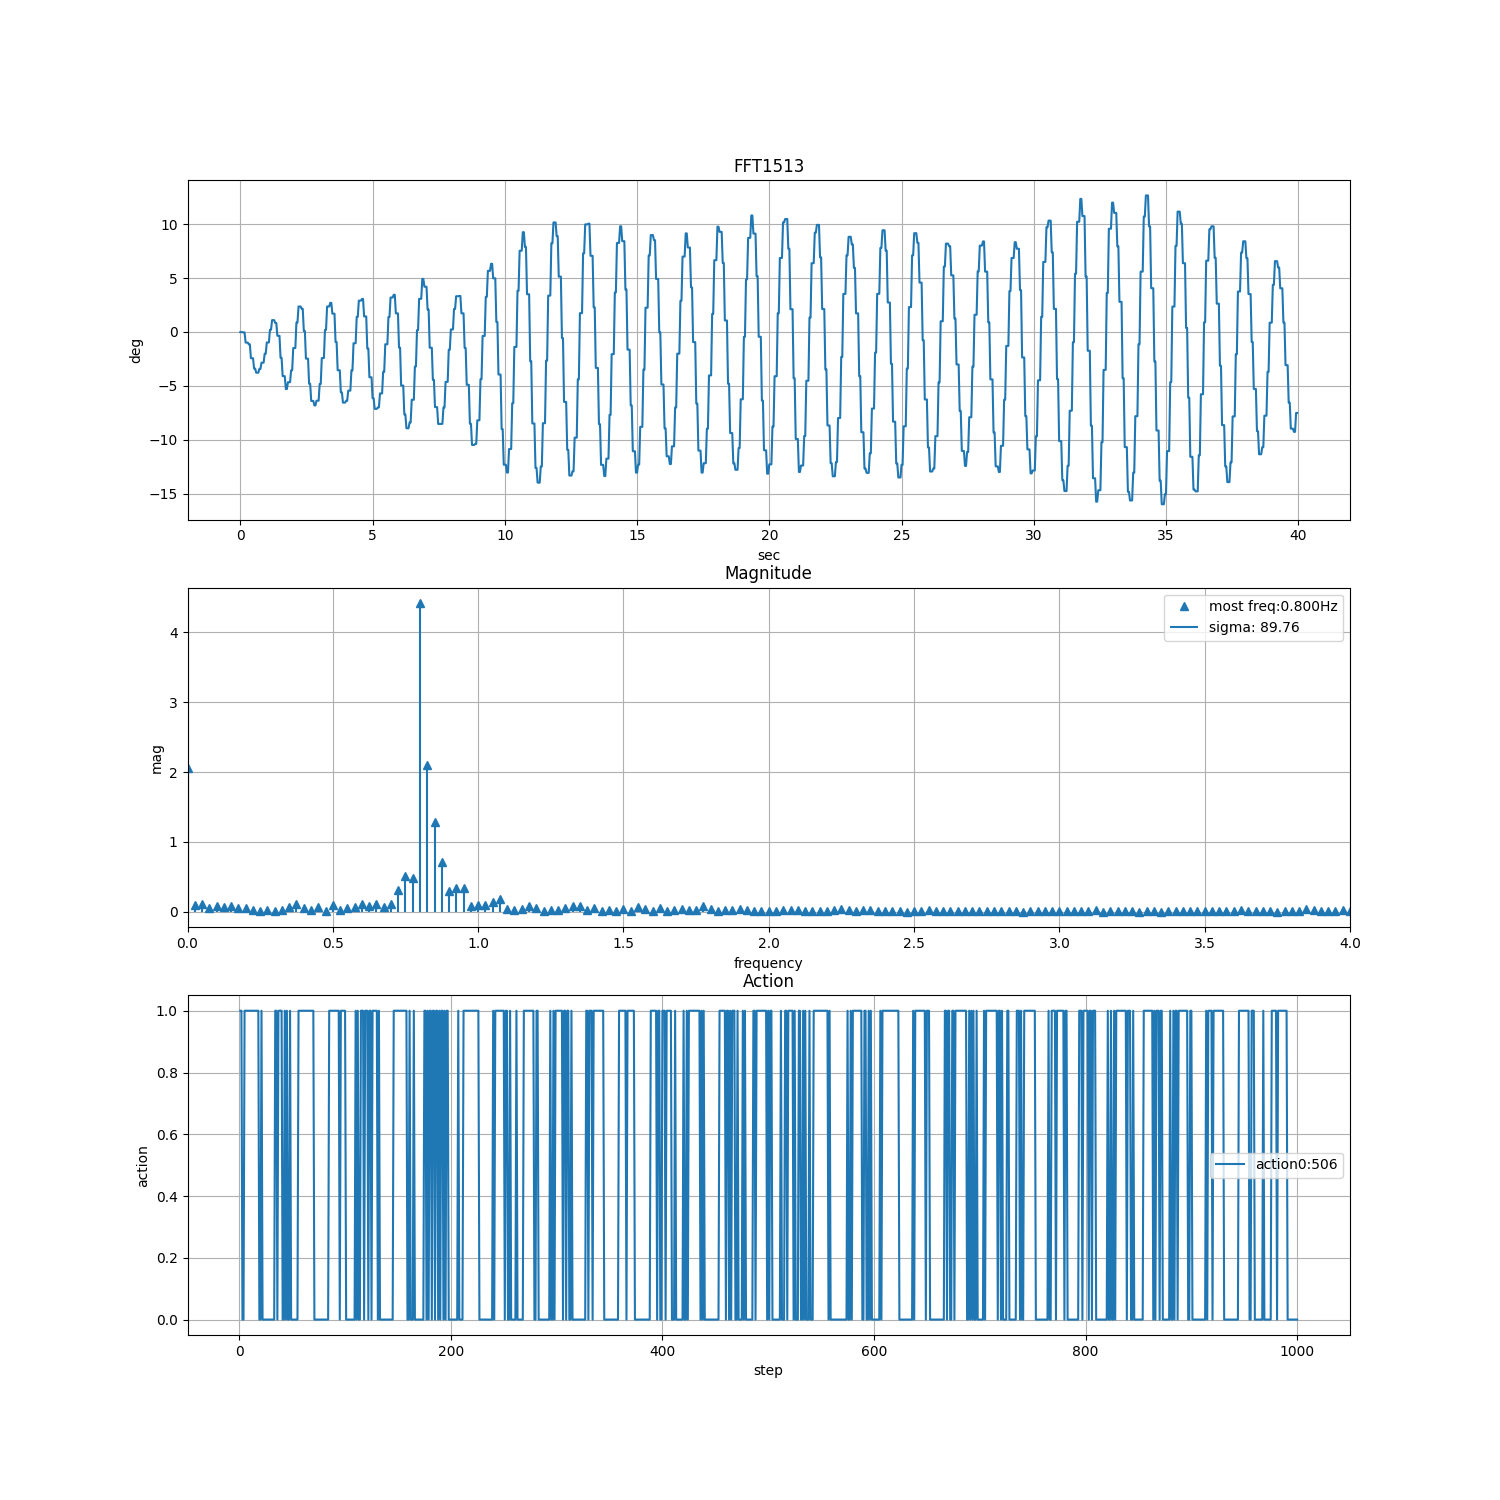 FFT1513
10
5
0
−5
−10
−15
deg
0 5 10 15 20 25 30 35 40
sec
Magnitude
most freq:0.800Hz
sigma: 89.76
4
3
2
1
0
mag
0.0 0.5 1.0 1.5 2.0 2.5 3.0 3.5 4.0
frequency
Action
1.0
0.8
0.6
0.4
0.2
0.0
action
action0:506
0 200 400 600 800 1000
step